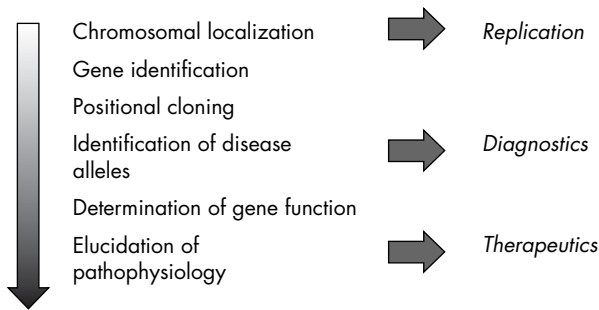 Chromosomal localization
Replication
Gene identification
Positional cloning
Identification of disease
alleles
Diagnostics
Determination of gene function
Elucidation of
pathophysiology
Therapeutics